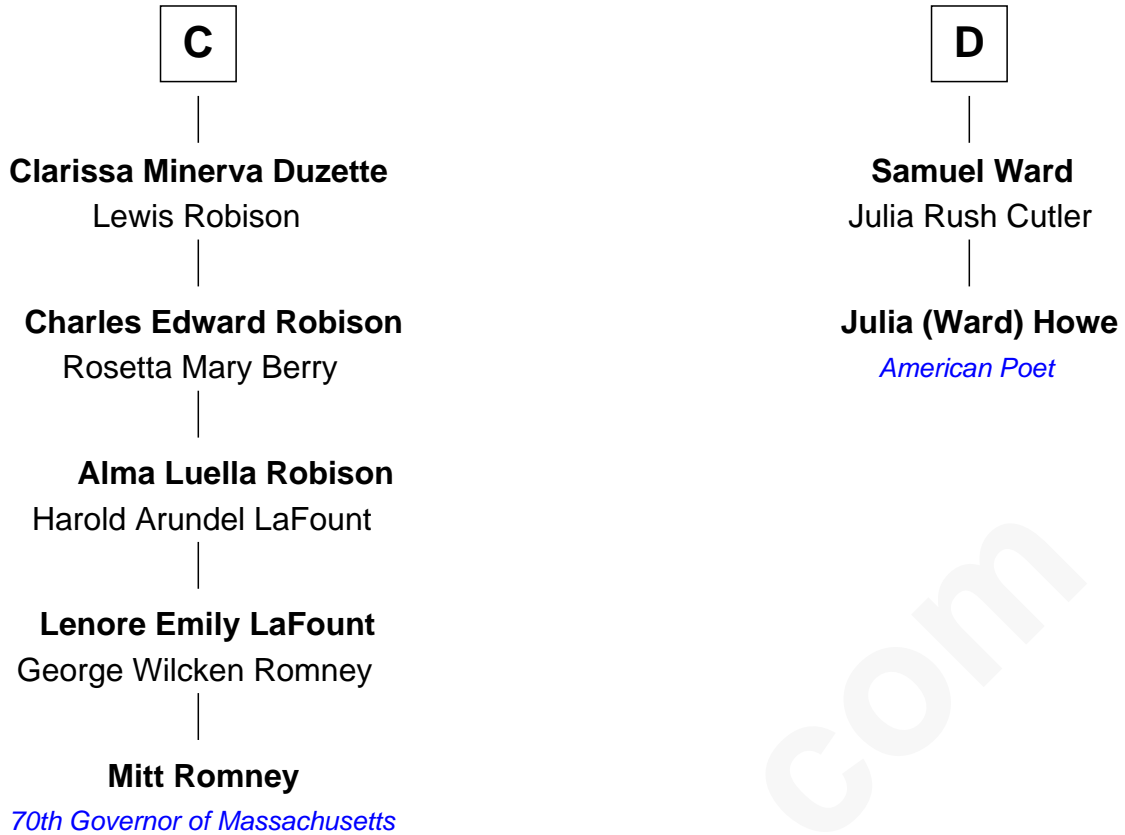 C
Clarissa Minerva Duzette
Lewis Robison
Charles Edward Robison
Rosetta Mary Berry
Alma Luella Robison
Harold Arundel LaFount
Lenore Emily LaFount
George Wilcken Romney
Mitt Romney
70th Governor of Massachusetts
D
Samuel Ward
Julia Rush Cutler
Julia (Ward) Howe
American Poet
com